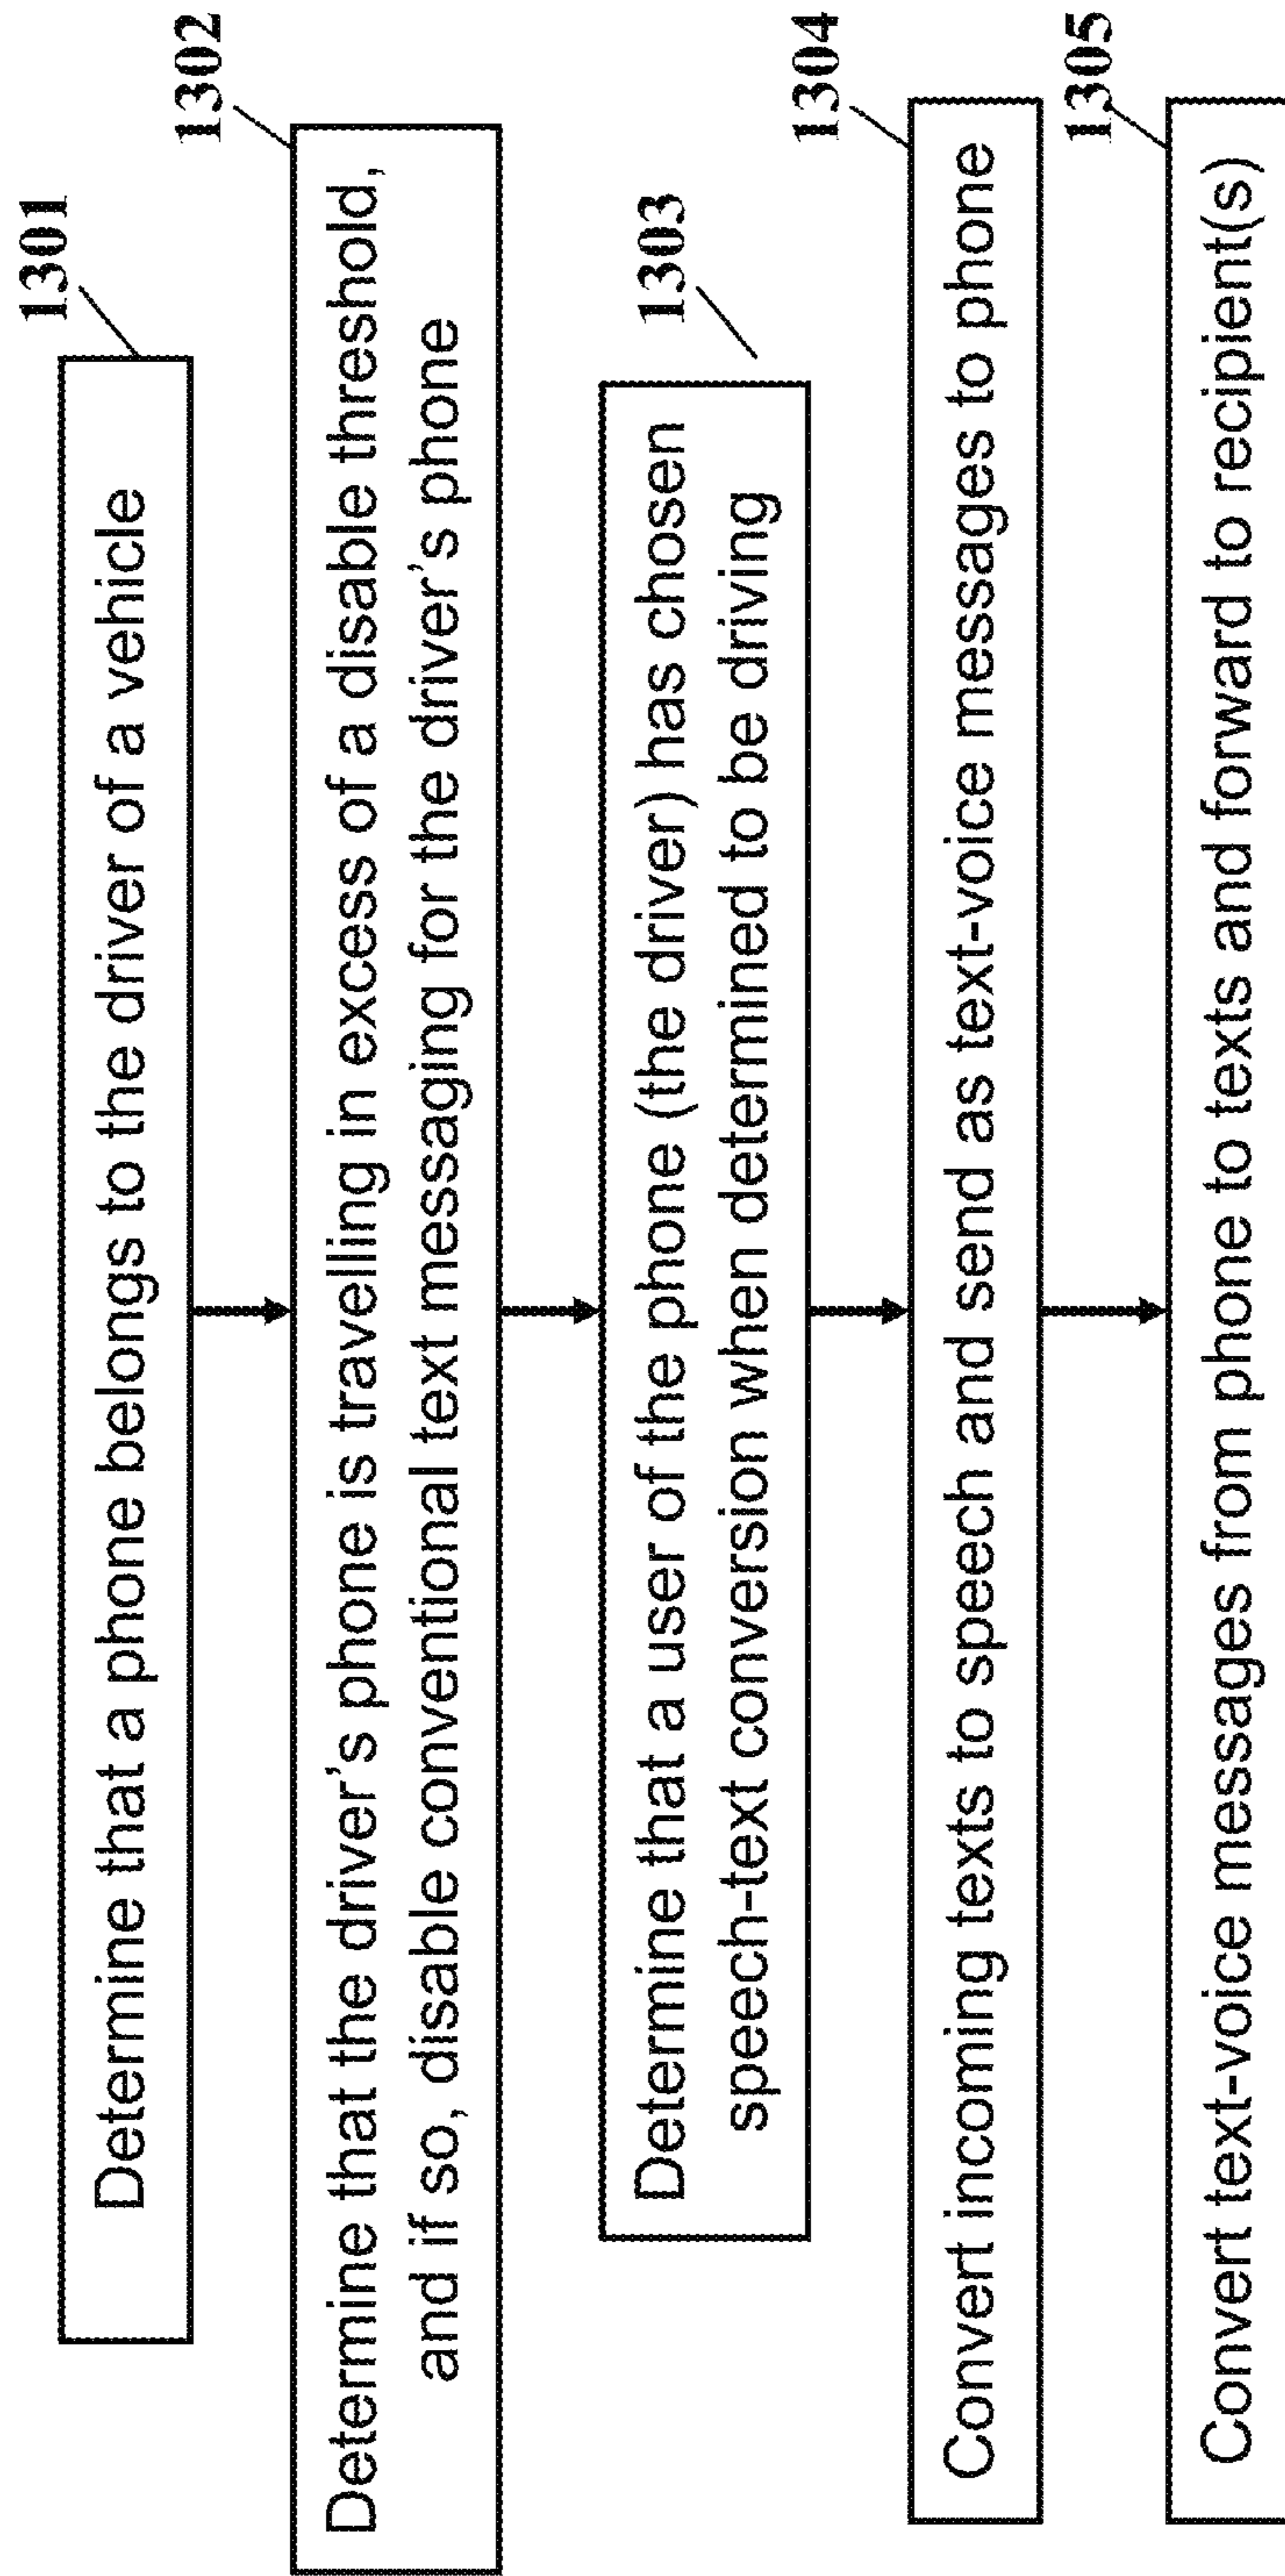 1301
Determine that a phone belongs to the driver of a vehicle
1302
Determine that the driver's phone is travelling in excess of a disable threshold,
and if so, disable conventional text messaging for the driver's phone
1303
Determine that a user of the phone (the driver) has chosen
speech-text conversion when determined to be driving
1304
Convert incoming texts to speech and send as text-voice messages to phone
1305
Convert text-voice messages from phone to texts and forward to recipient(s)